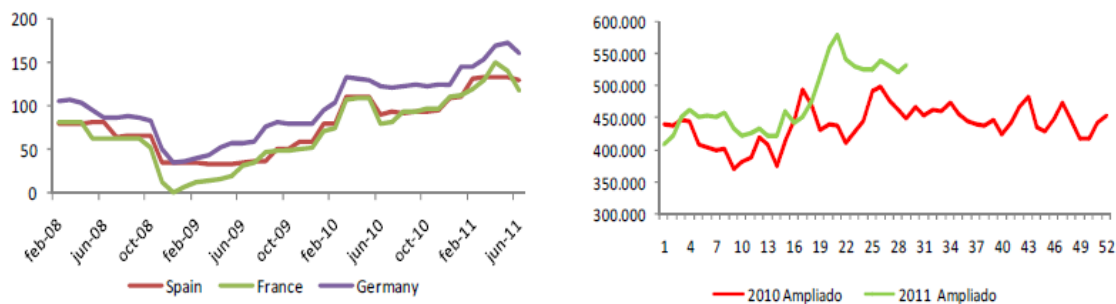 200
150
100
50
0
feb-08
jun-08
oct-08
feb-09
jun-09
oct-09
feb-10
jun-10
oct-10
feb-11
jun-11
Spain France Germany
600.000
550.000
500.000
450.000
400.000
350.000
300.000
1 4 7 10 13 16 19 22 25 28 31 34 37 40 43 46 49 52
2010 Ampliado 2011 Ampliado